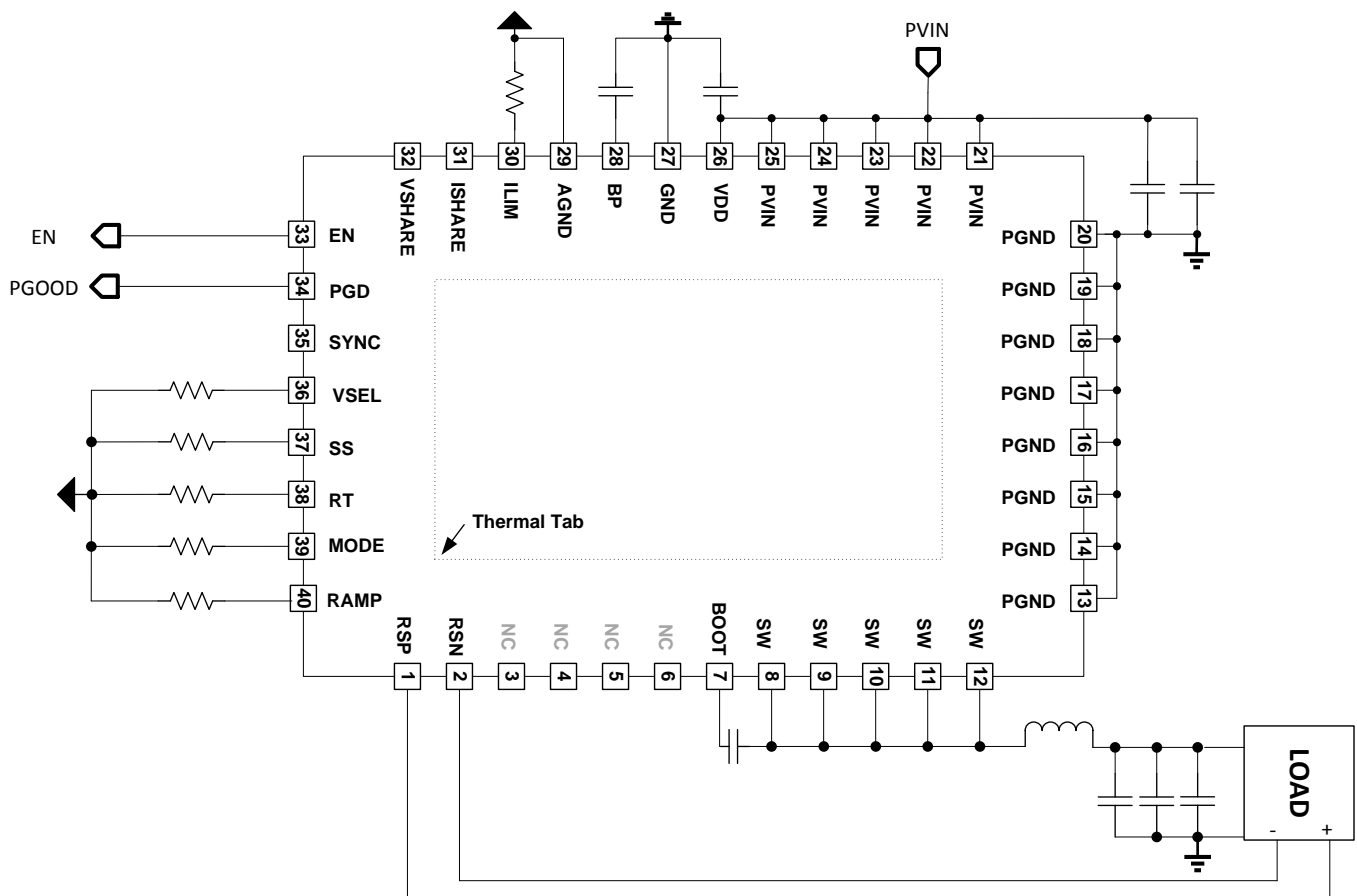 PVIN
32
31
30
29
28
27
26
25
24
23
22
21
VSHARE
ISHARE
ILIM
AGND
BP
GND
VDD
PVIN
PVIN
PVIN
PVIN
PVIN
EN
33
EN
PGND
20
PGOOD
34
PGD
PGND
19
35
SYNC
PGND
18
36
VSEL
PGND
17
37
SS
PGND
16
38
RT
PGND
15
Thermal Tab
39
MODE
PGND
14
40
RAMP
PGND
13
RSP
RSN
NC
NC
NC
NC
BOOT
SW
SW
SW
SW
SW
1
2
3
4
5
6
7
8
9
10
11
12
LOAD
- +